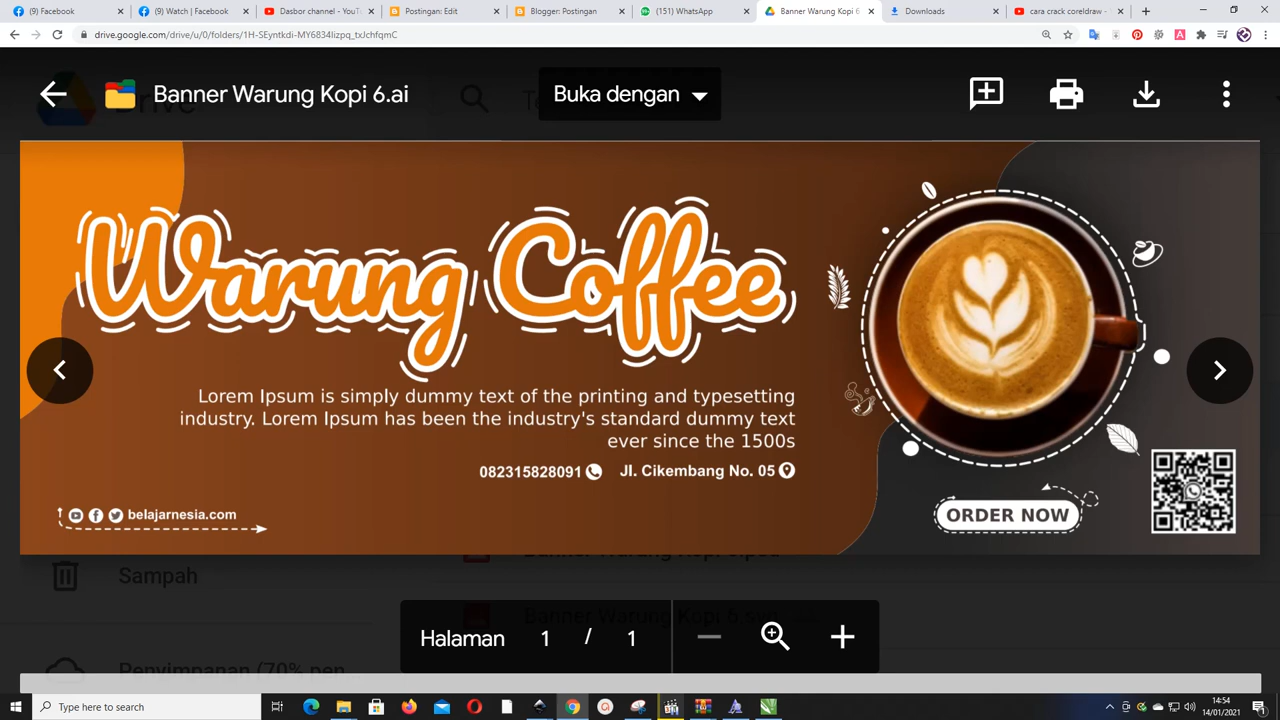 (9) Facebook
(9) Watch | Facebook
Dasbor channel - YouT
Postingan: Edit
Blogger: Postingan
(151) WhatsApp
Banner Warung Kopi 6
Downloads
cara crack coreldraw -
drive.google.com/drive/u/0/folders/
Banner Warung Kopi 6.ai
Buka dengan
Warung Coffee
Lorem Ipsum is simply dummy text of the printing and typesetting
industry. Lorem Ipsum has been the industry's standard dummy text
ever since the 1500s
082315828091
Jl. Cikembang No. 05
belajarnesia.com
ORDER NOW
Sampah
Halaman 1 / 1
Penyimpanan (70% pen...
Type here to search
14:54
14/01/2021